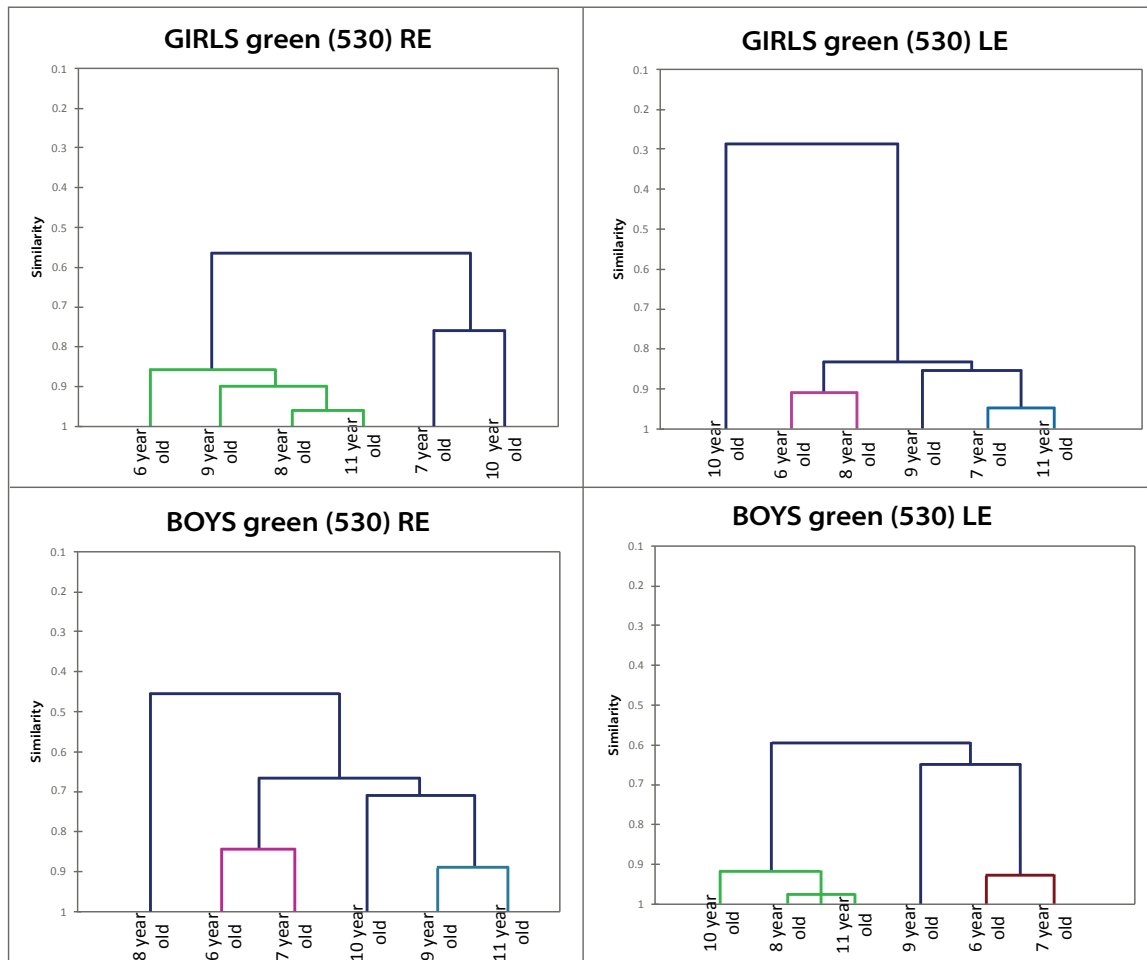 GIRLS green (530) RE
Similarity
0.1
0.2
0.3
0.4
0.5
0.6
0.7
0.8
0.9
1
6 year
old
9 year
old
8 year
old
11 year
old
7 year
old
10 year
old
GIRLS green (530) LE
Similarity
0.1
0.2
0.3
0.4
0.5
0.6
0.7
0.8
0.9
1
10 year
old
6 year
old
8 year
old
9 year
old
7 year
old
11 year
old
BOYS green (530) RE
Similarity
0.1
0.2
0.3
0.4
0.5
0.6
0.7
0.8
0.9
1
8 year
old
6 year
old
7 year
old
10 year
old
9 year
old
11 year
old
BOYS green (530) LE
Similarity
0.1
0.2
0.3
0.4
0.5
0.6
0.7
0.8
0.9
1
10 year
old
8 year
old
11 year
old
9 year
old
6 year
old
7 year
old